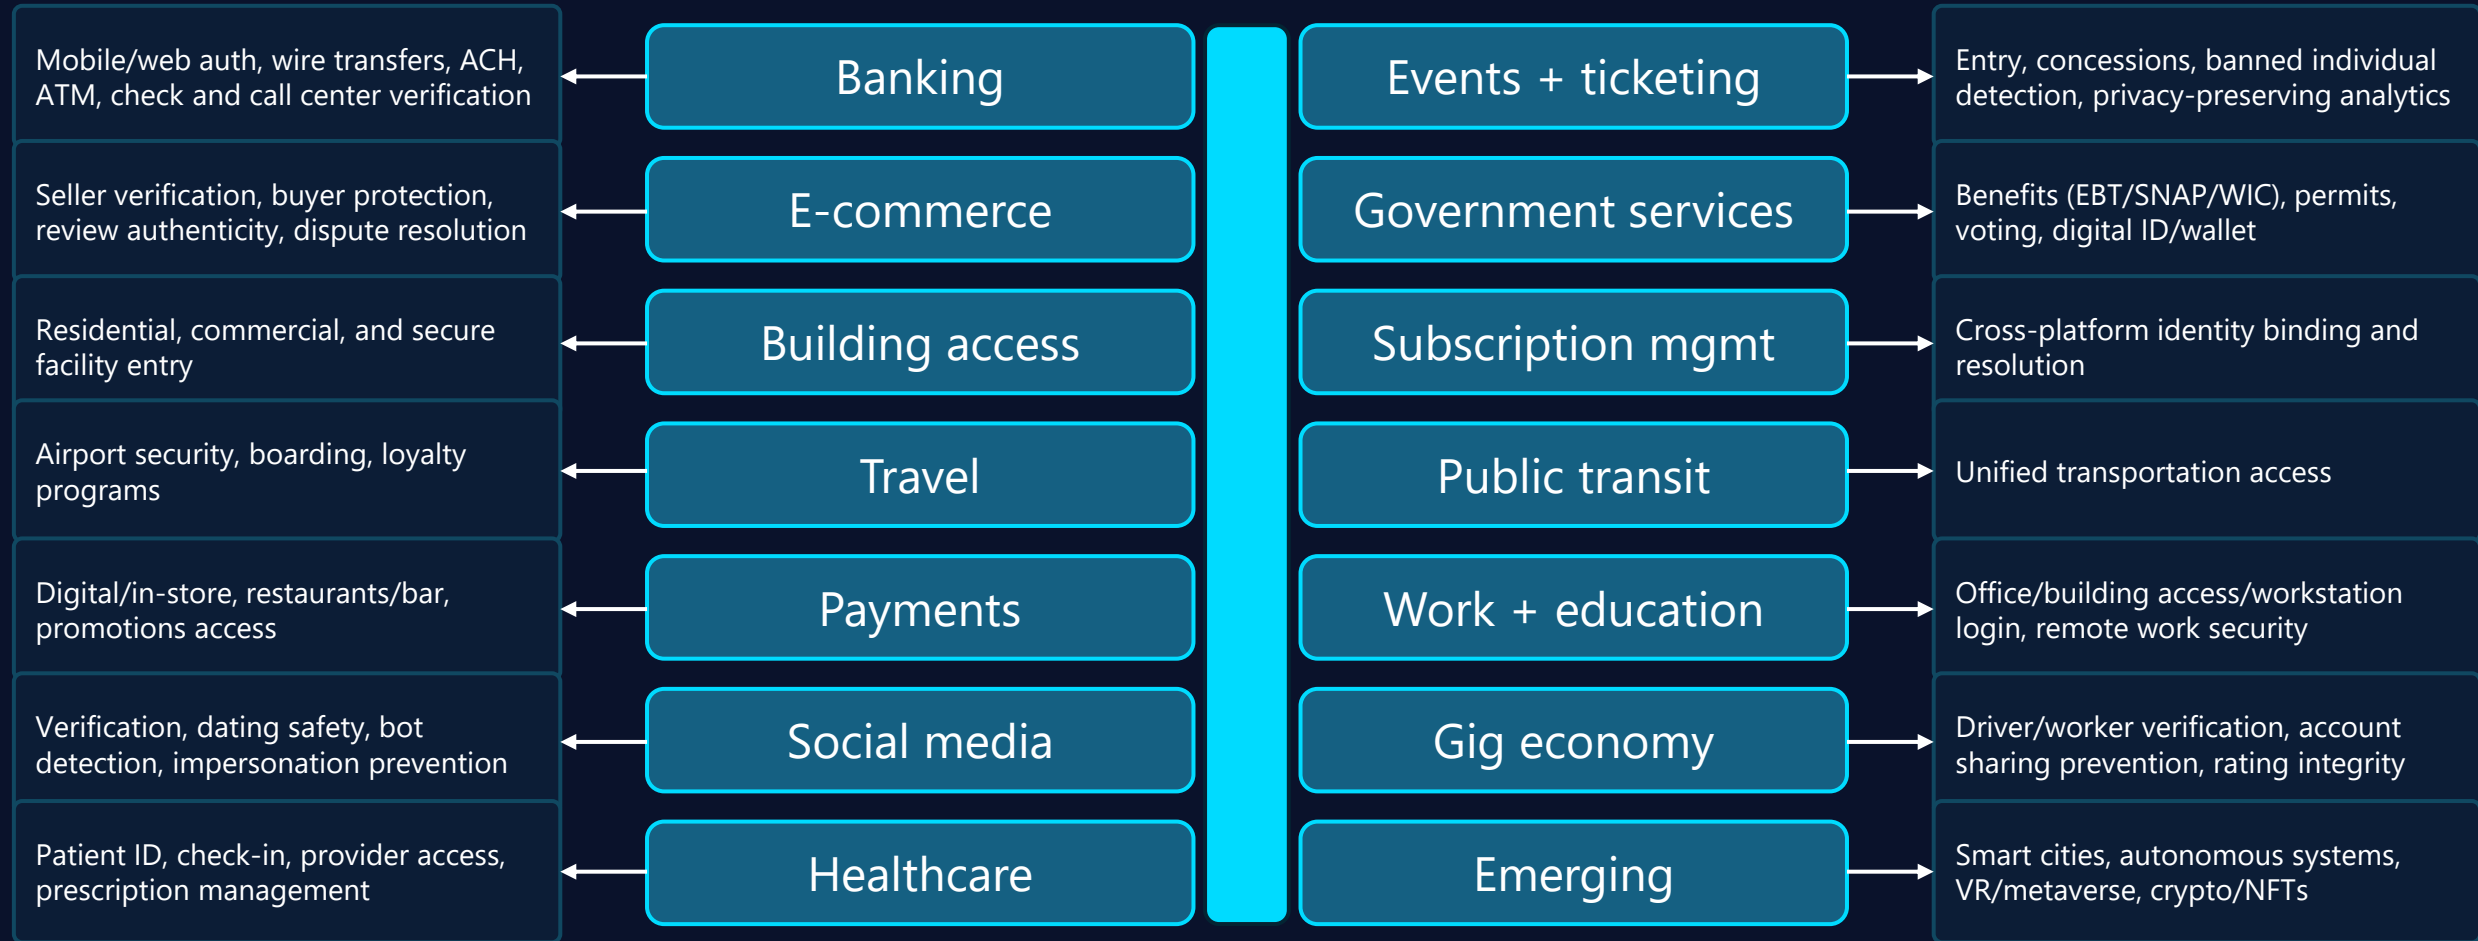 Mobile/web auth, wire transfers, ACH,
ATM, check and call center verification
Banking
Events + ticketing
Entry, concessions, banned individual
detection, privacy-preserving analytics
Seller verification, buyer protection,
review authenticity, dispute resolution
E-commerce
Government services
Benefits (EBT/SNAP/WIC), permits,
voting, digital ID/wallet
Residential, commercial, and secure
facility entry
Building access
Subscription mgmt
Cross-platform identity binding and
resolution
Airport security, boarding, loyalty
programs
Travel
Public transit
Unified transportation access
Digital/in-store, restaurants/bar,
promotions access
Payments
Work + education
Office/building access/workstation
login, remote work security
Verification, dating safety, bot
detection, impersonation prevention
Social media
Gig economy
Driver/worker verification, account
sharing prevention, rating integrity
Patient ID, check-in, provider access,
prescription management
Healthcare
Emerging
Smart cities, autonomous systems,
VR/metaverse, crypto/NFTs